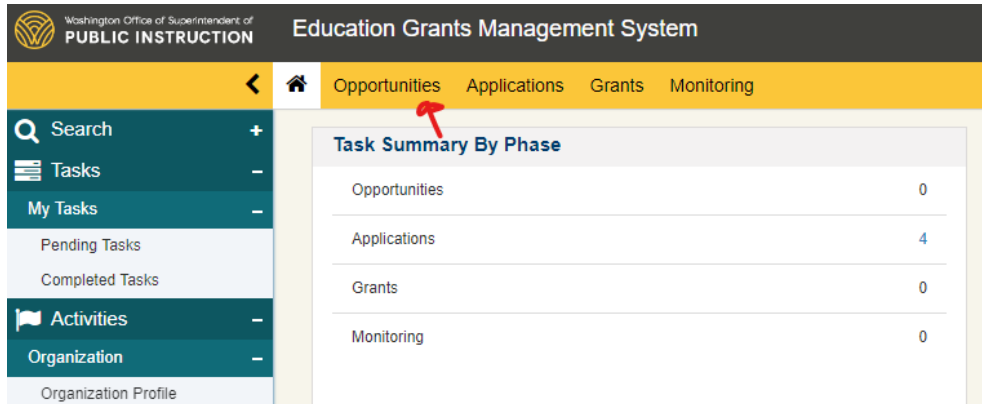 Washington Office of Superintendent of
PUBLIC INSTRUCTION
Education Grants Management System
Opportunities Applications Grants Monitoring
Search
Tasks
My Tasks
Pending Tasks
Completed Tasks
Activities
Organization
Organization Profile
Task Summary By Phase
Opportunities 0
Applications 4
Grants 0
Monitoring 0